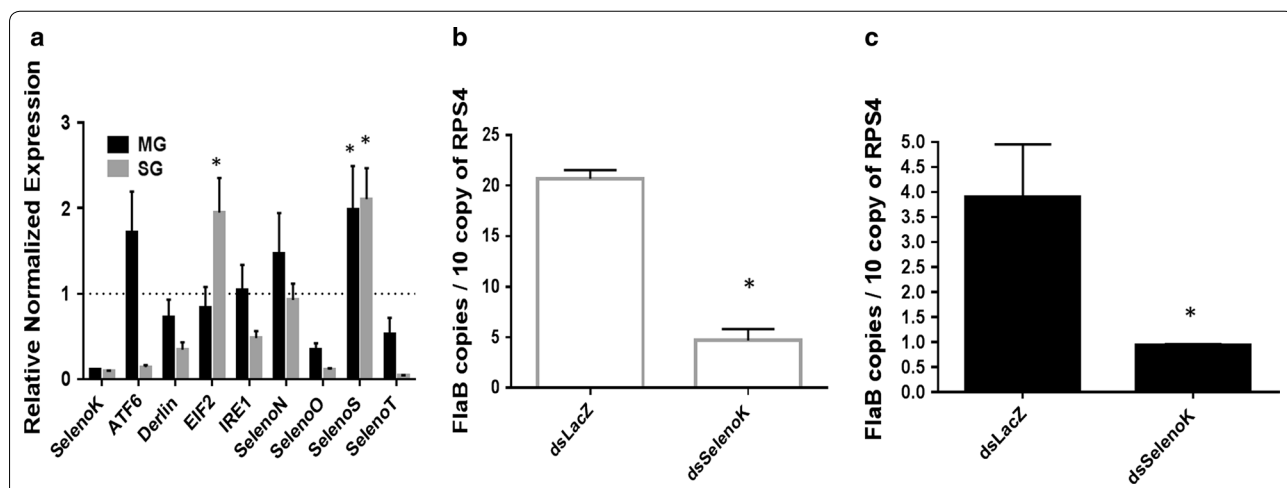 a
Relative Normalized Expression
3
2
1
0
MG
SG
*
* *
SelenoK
ATF6
Derlin
EIF2
IRE1
SelenoN
SelenoO
SelenoS
SelenoT
b
FlaB copies / 10 copy of RPS4
25
20
15
10
5
0
*
dsLacZ
dsSelenoK
c
FlaB copies / 10 copy of RPS4
5.0
4.5
4.0
3.5
3.0
2.5
2.0
1.5
1.0
0.5
0.0
*
dsLacZ
dsSelenoK